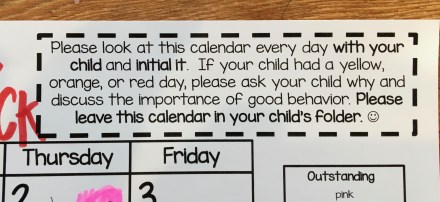 Please look at this calendar every day with your
child and initial it. If your child had a yellow,
orange, or red day, please ask your child why and
discuss the importance of good behavior. Please
leave this calendar in your child's folder. ☺
CK
Thursday Friday
Outstanding
pink
2 3